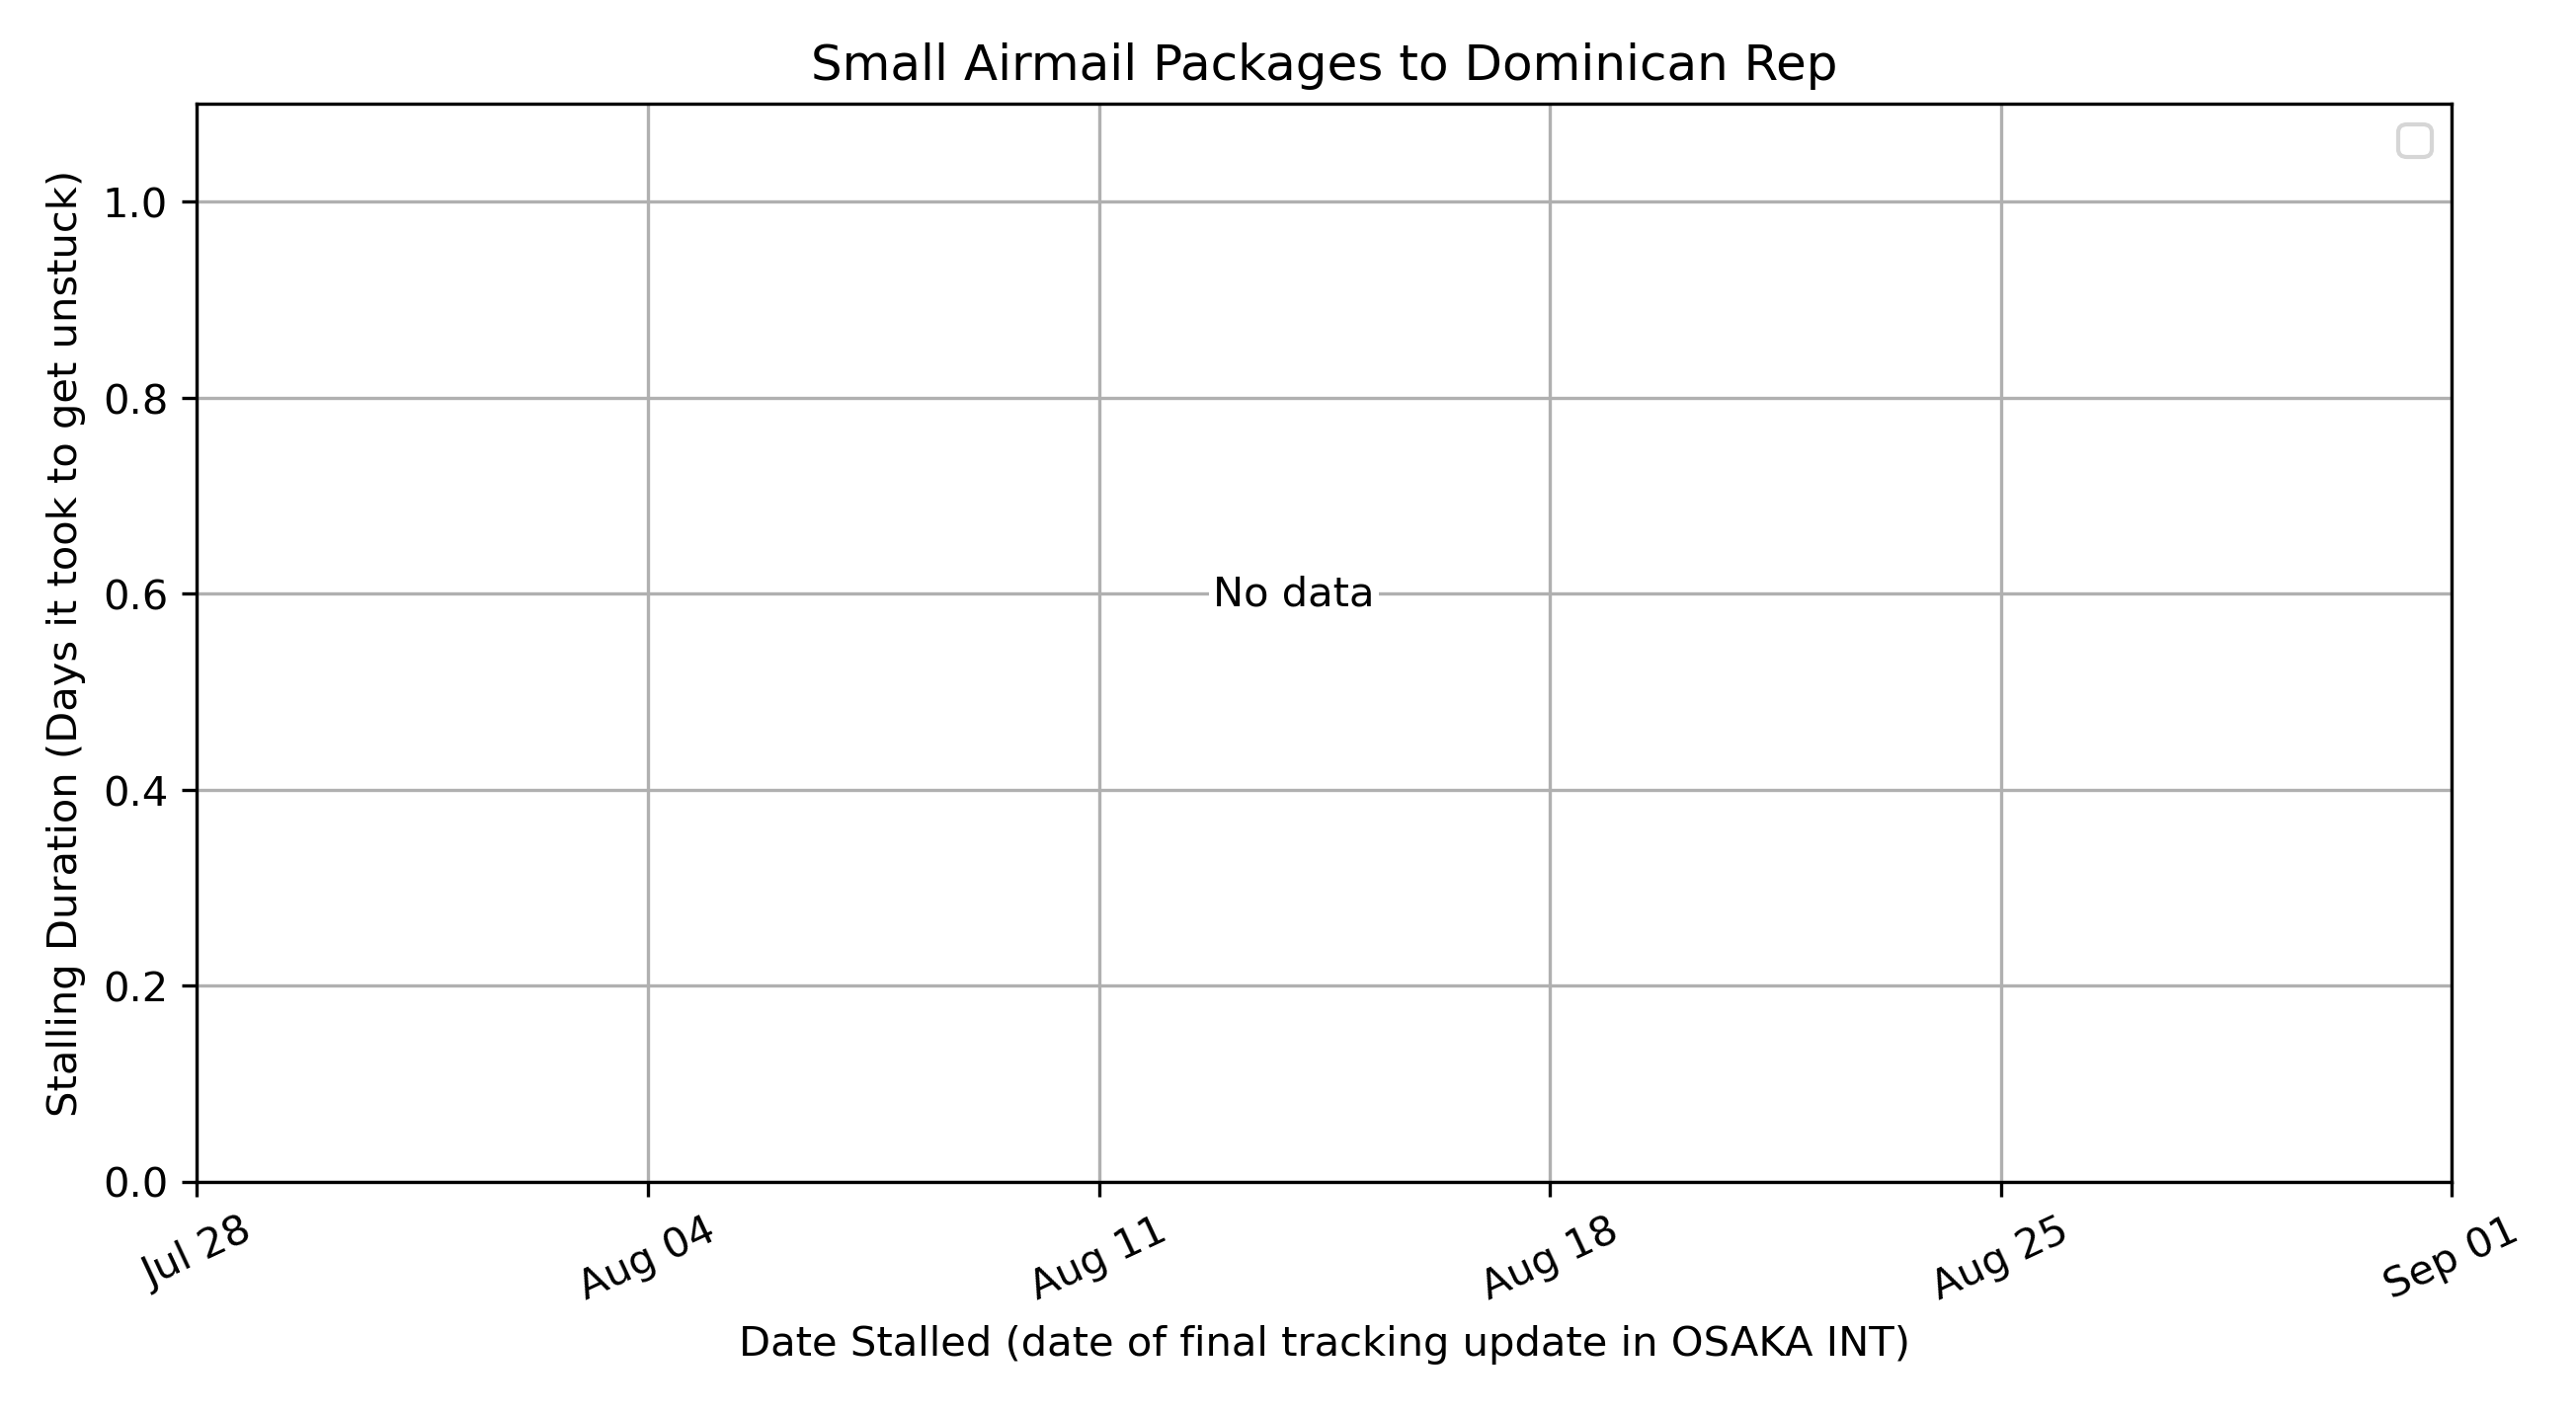 Small Airmail Packages to Dominican Rep
Stalling Duration (Days it took to get unstuck)
1.0
0.8
0.6
0.4
0.2
0.0
No data
Jul 28
Aug 04
Aug 11
Aug 18
Aug 25
Sep 01
Date Stalled (date of final tracking update in OSAKA INT)